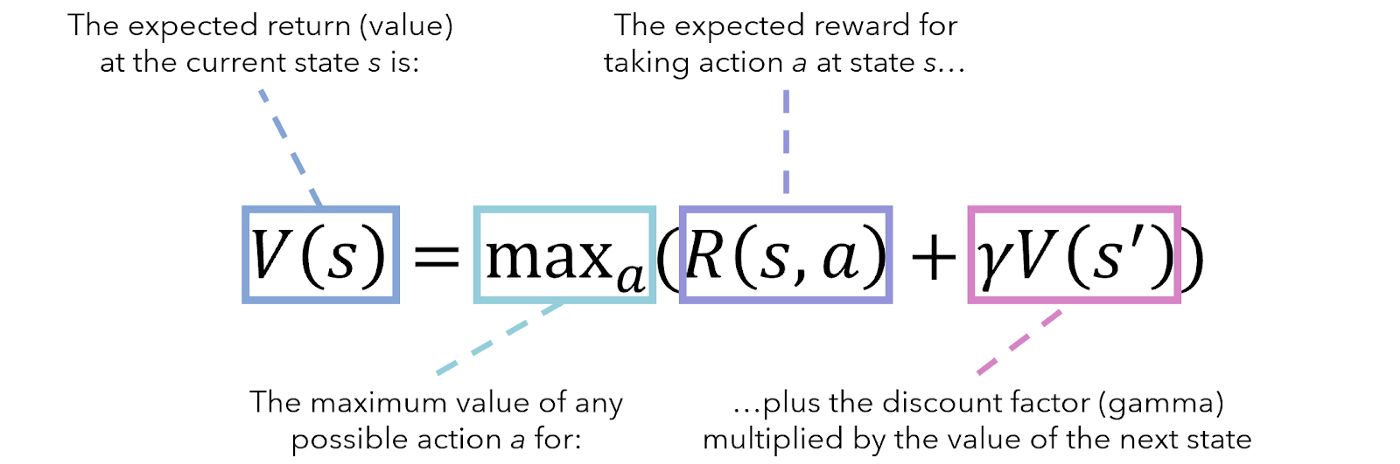 The expected return (value)
at the current state s is:
The expected reward for
taking action a at state s…
V(s) = maxₐ(R(s, a) + γV(s′))
The maximum value of any
possible action a for:
…plus the discount factor (gamma)
multiplied by the value of the next state